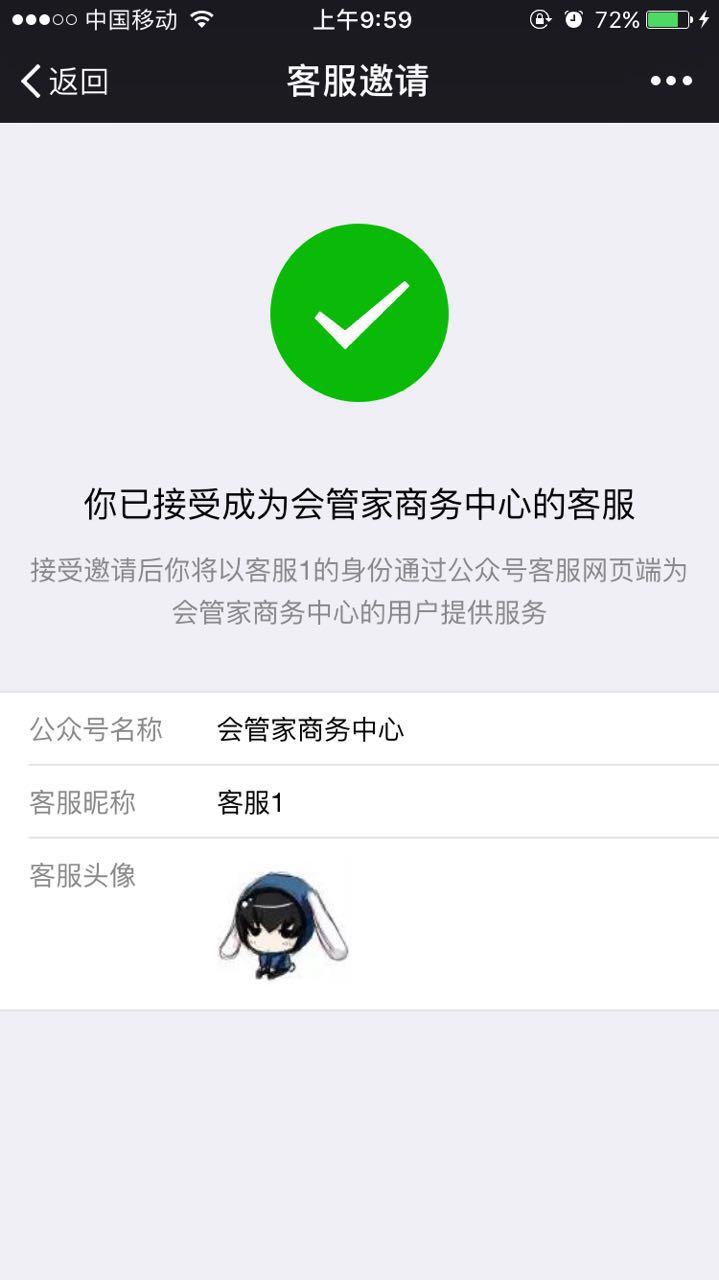 中国移动 上午9:59 72%
返回 客服邀请
你已接受成为会管家商务中心的客服
接受邀请后你将以客服1的身份通过公众号客服网页端为
会管家商务中心的用户提供服务
公众号名称 会管家商务中心
客服昵称 客服1
客服头像